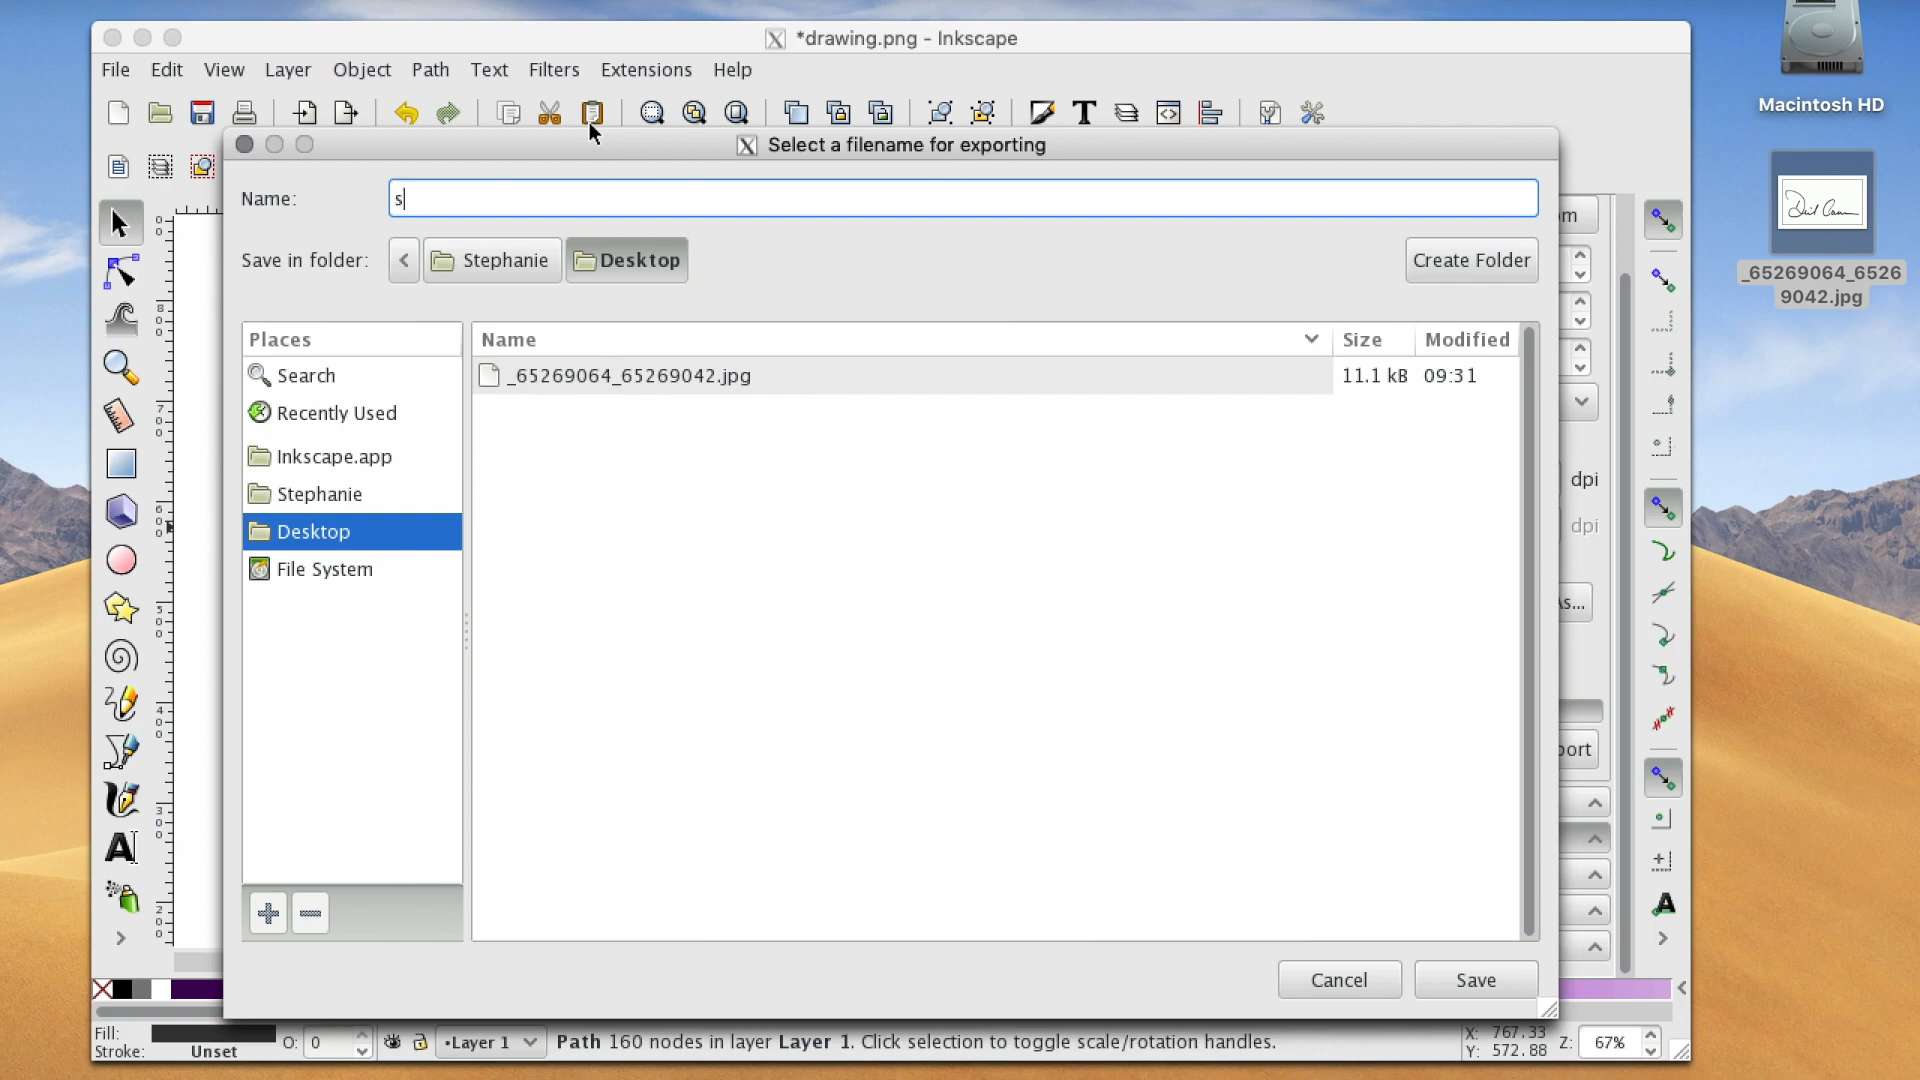 *drawing.png - Inkscape
File Edit View Layer Object Path Text Filters Extensions Help
Macintosh HD
Select a filename for exporting
Name: s
Save in folder: Stephanie Desktop Create Folder
_65269064_6526
9042.jpg
Places
Search
Recently Used
Inkscape.app
Stephanie
Desktop
File System
Name Size Modified
_65269064_65269042.jpg 11.1 kB 09:31
dpi
dpi
Cancel Save
Fill:
Stroke: Unset
O: 0
•Layer 1
Path 160 nodes in layer Layer 1. Click selection to toggle scale/rotation handles.
X: 767.33
Y: 572.88
Z: 67%